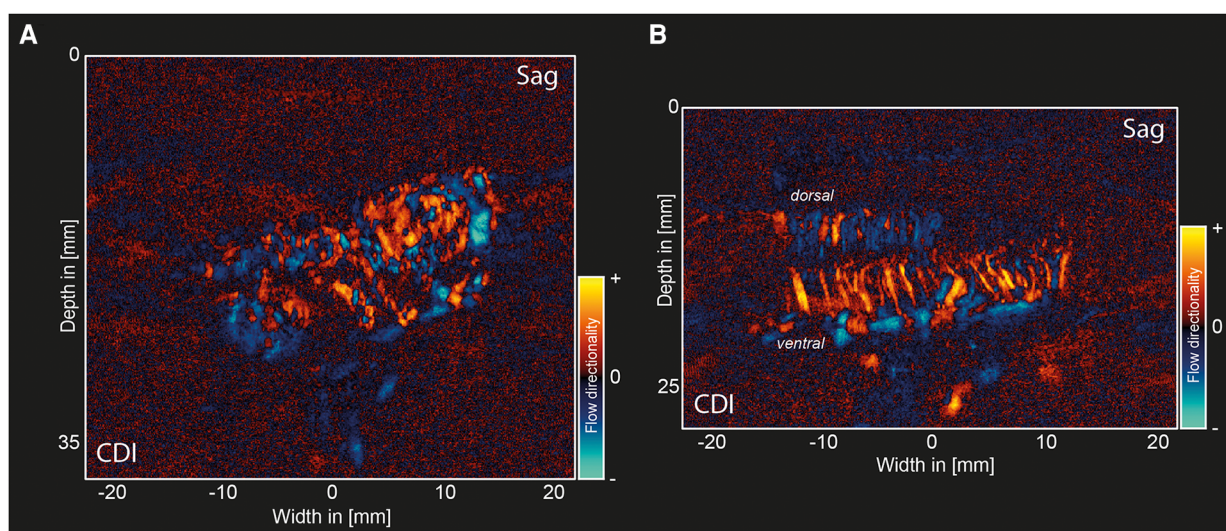 A
Sag
0
Depth in [mm]
35
CDI
+
0
-
Flow directionality
-20 -10 0 10 20
Width in [mm]
B
Sag
0
dorsal
Depth in [mm]
ventral
25
CDI
+
0
-
Flow directionality
-20 -10 0 10 20
Width in [mm]